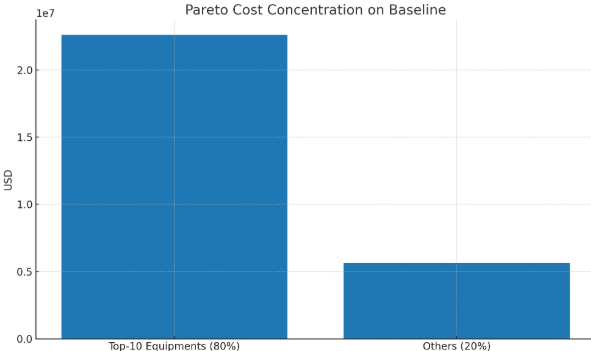 Pareto Cost Concentration on Baseline
1e7
2.0
1.5
USD
1.0
0.5
0.0
Top-10 Equipments (80%)
Others (20%)